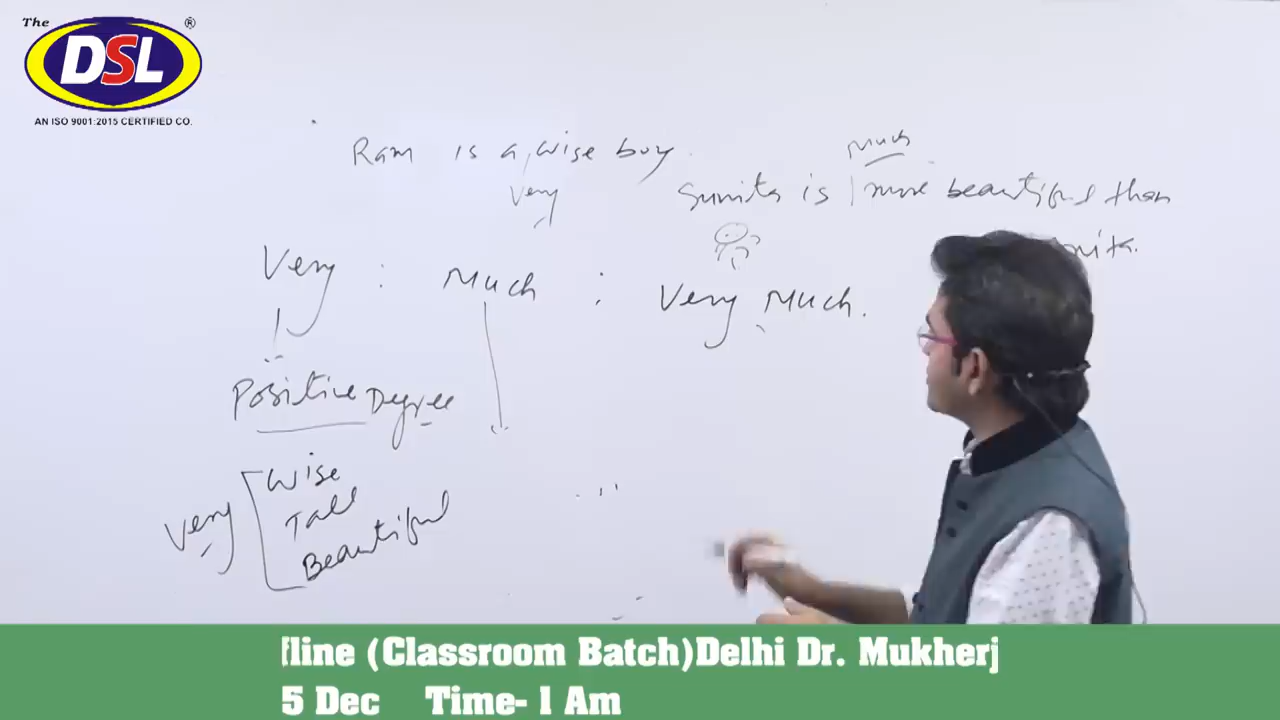 The
DSL ®
AN ISO 9001:2015 CERTIFIED CO.
Ram is a wise boy.
Very
Much
Sunita is more beautiful than
Very : Much : Very Much.
Positive Degree
Very
Wise
Tall
Beautiful
fline (Classroom Batch)Delhi Dr. Mukherj
5 Dec Time- 1 Am